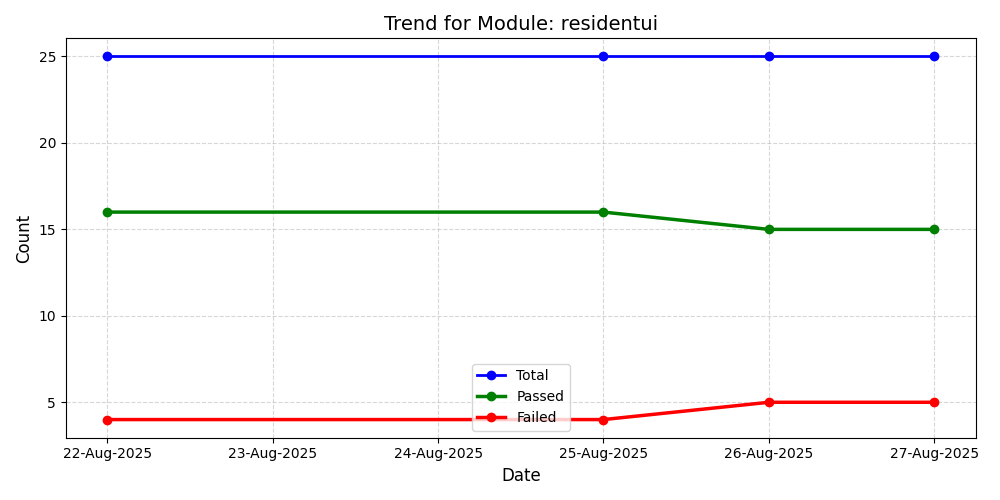 Trend for Module: residentui
Count
25
20
15
10
5
Total
Passed
Failed
22-Aug-2025 23-Aug-2025 24-Aug-2025 25-Aug-2025 26-Aug-2025 27-Aug-2025
Date